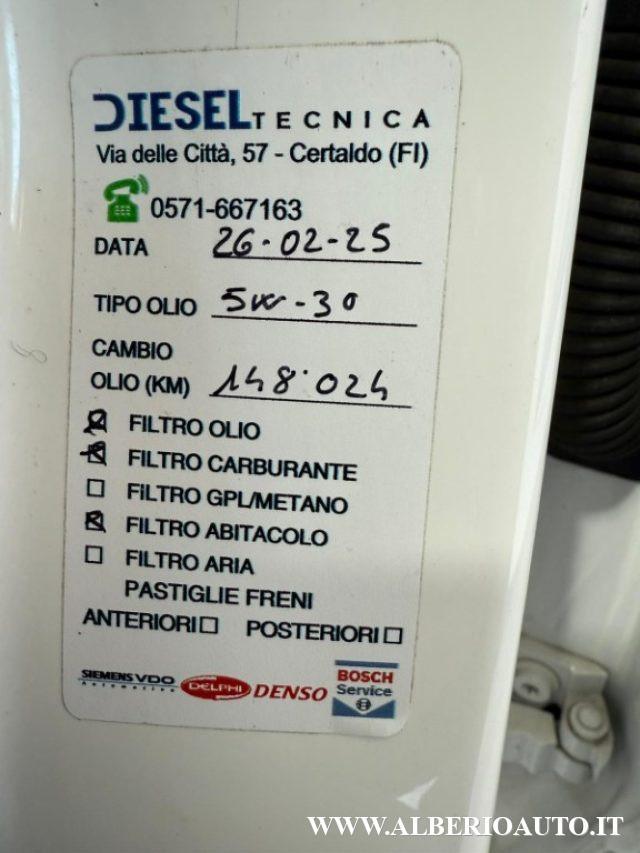 DIESEL TECNICA
Via delle Città, 57 - Certaldo (FI)
0571-667163
DATA 26-02-25
TIPO OLIO 5W-30
CAMBIO
OLIO (KM) 148.024
FILTRO OLIO
FILTRO CARBURANTE
FILTRO GPL/METANO
FILTRO ABITACOLO
FILTRO ARIA
PASTIGLIE FRENI
ANTERIORI POSTERIORI
SIEMENS VDO Automotive DELPHI DENSO BOSCH Service
WWW.ALBERIOAUTO.IT